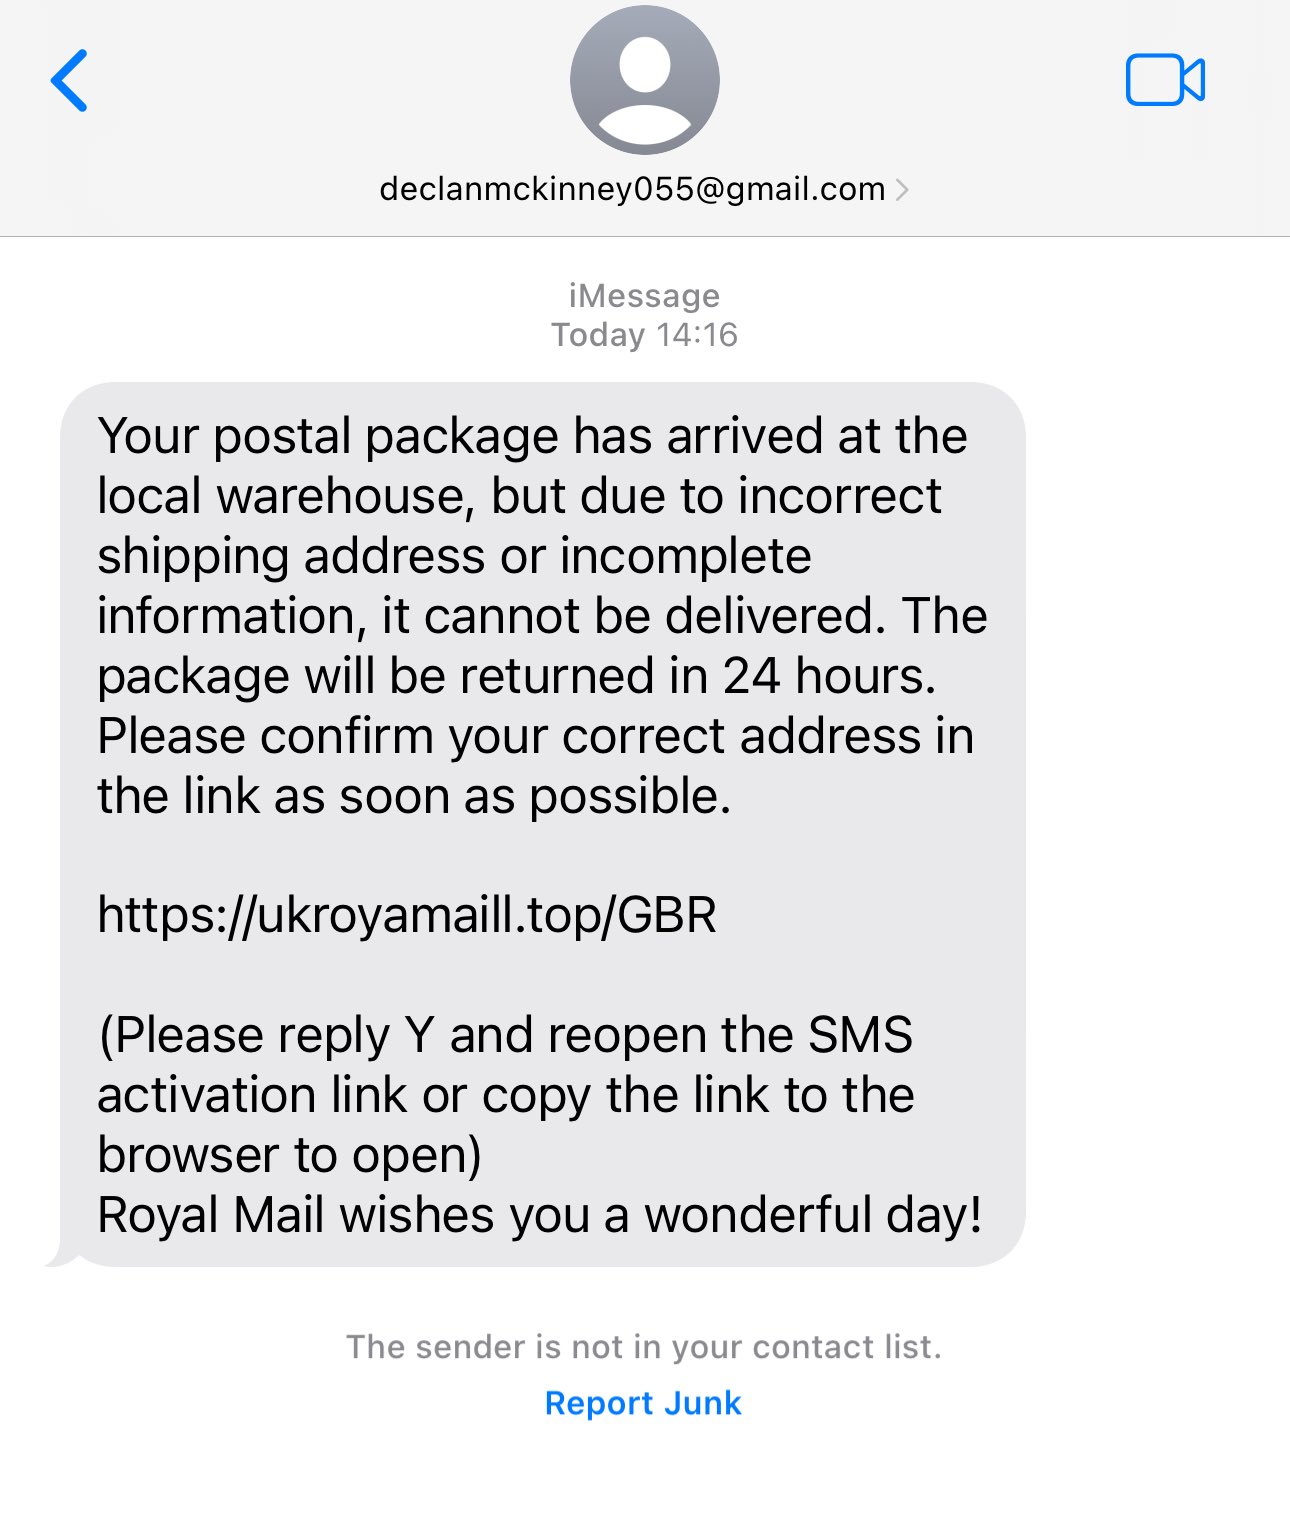 declanmckinney055@gmail.com
iMessage
Today 14:16
Your postal package has arrived at the
local warehouse, but due to incorrect
shipping address or incomplete
information, it cannot be delivered. The
package will be returned in 24 hours.
Please confirm your correct address in
the link as soon as possible.
https://ukroyamaill.top/GBR
(Please reply Y and reopen the SMS
activation link or copy the link to the
browser to open)
Royal Mail wishes you a wonderful day!
The sender is not in your contact list.
Report Junk